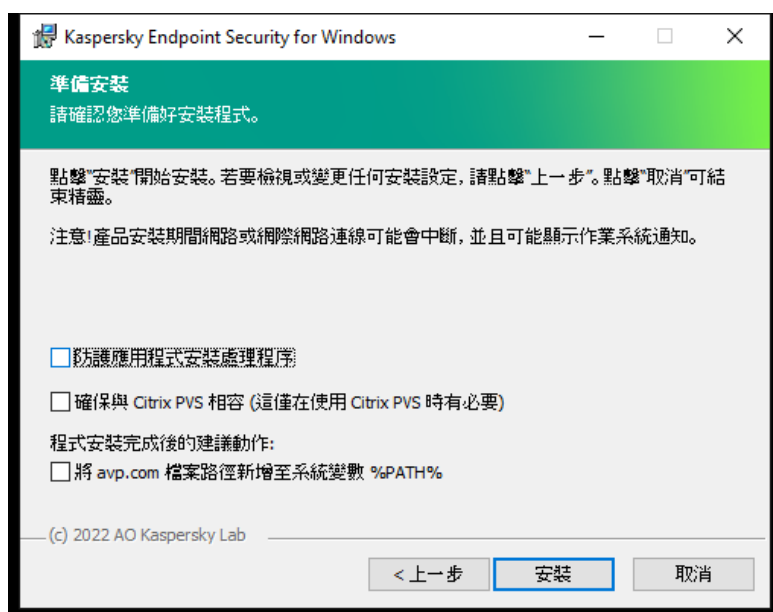 Kaspersky Endpoint Security for Windows
準備安裝
請確認您準備好安裝程式。
點擊"安裝"開始安裝。若要檢視或變更任何安裝設定，請點擊"上一步"。點擊"取消"可結
束精靈。
注意!產品安裝期間網路或網際網路連線可能會中斷，並且可能顯示作業系統通知。
防護應用程式安裝處理程序
確保與 Citrix PVS 相容 (這僅在使用 Citrix PVS 時有必要)
程式安裝完成後的建議動作:
將 avp.com 檔案路徑新增至系統變數 %PATH%
(c) 2022 AO Kaspersky Lab
< 上一步 安裝 取消